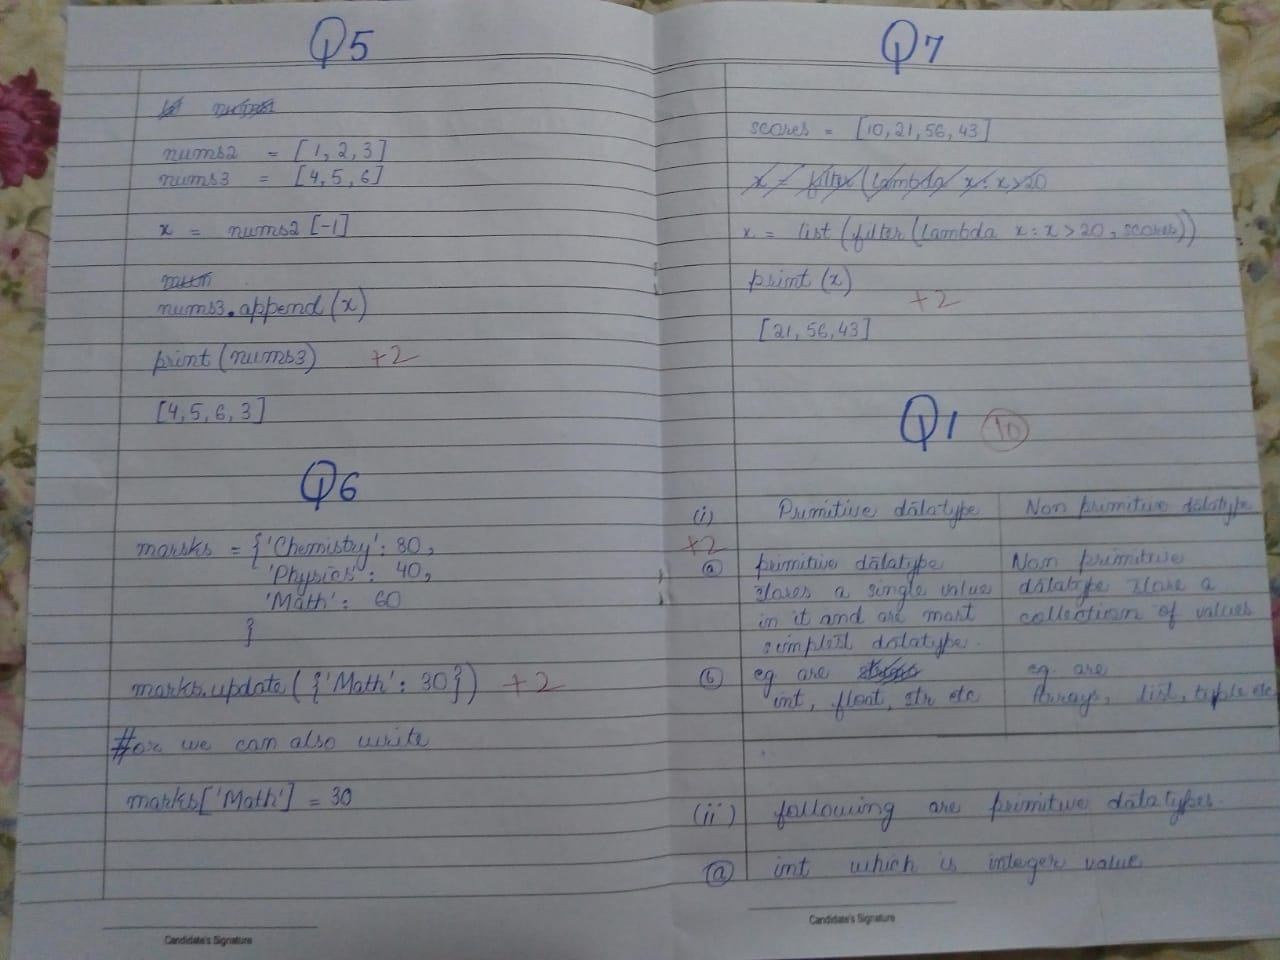 Q5
nums2 = [1, 2, 3]
nums3 = [4, 5, 6]
x = nums2 [-1]
nums3.append(x)
print (nums3) +2
[4, 5, 6, 3]
Q6
marsks = {'Chemistry': 80,
'Physics': 40,
'Math': 60
}
marks.update({'Math': 30}) +2
#or we can also write
marks['Math'] = 30
Candidate's Signature
Q7
scores = [10, 21, 56, 43]
x = filter(lambda x: x>20
x = list (filter(lambda x: x > 20, scores))
print (x)
+2
[21, 56, 43]
Q1 10
(i) Primitive datatype Non primitive datatype
+2
(a) primitive datatype Non primitive
stores a single value datatype store a
in it and are most collection of values
simplest datatype.
(b) eg are eg. are
int, float, str etc Arrays, list, tuple etc
(ii) following are primitive datatypes.
(a) int which is integer value
Candidate's Signature